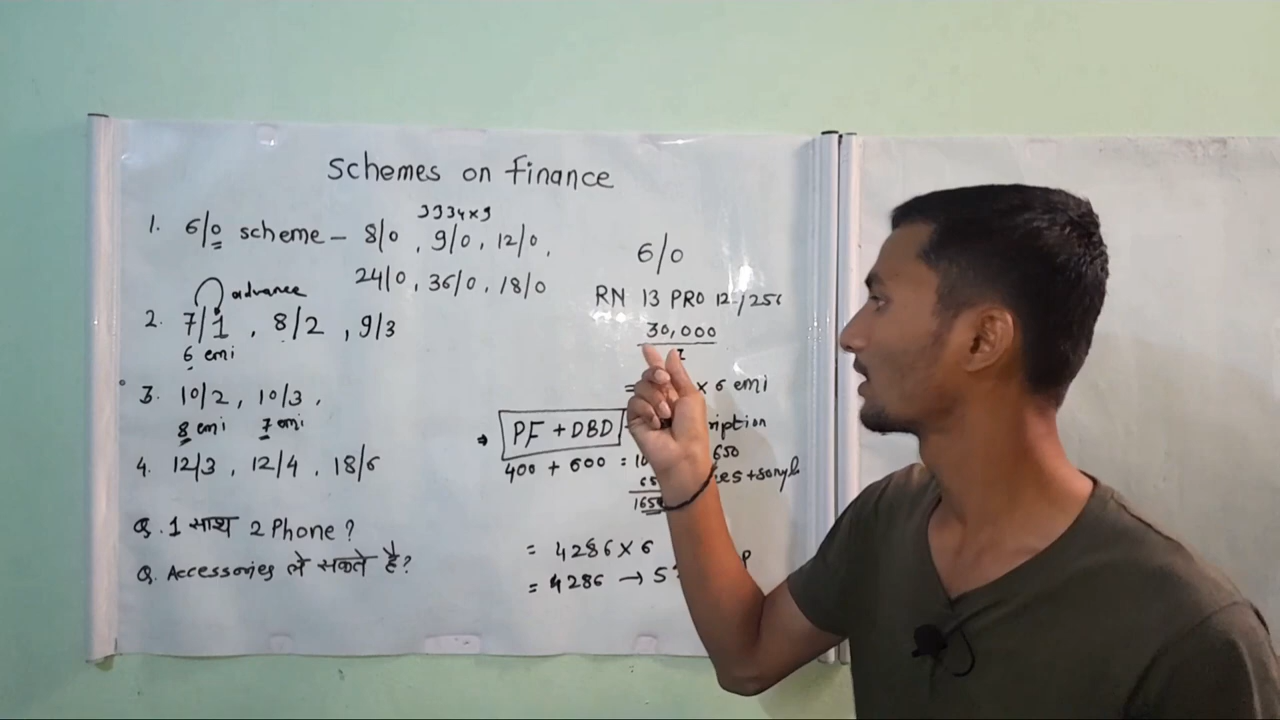 Schemes on Finance
1. 6/0 scheme – 8/0, 9/0, 12/0,
3334×9
24/0, 36/0, 18/0
advance
2. 7/1, 8/2, 9/3
6 emi
3. 10/2, 10/3,
8 emi 7 emi
4. 12/3, 12/4, 18/6
Q. 1 साथ 2 Phone?
Q. Accessories ले सकते है?
6/0
RN 13 PRO 12/256
30,000
= × 6 emi
⇒ PF + DBD
400 + 600 = 650
= 4286 × 6
= 4286 →